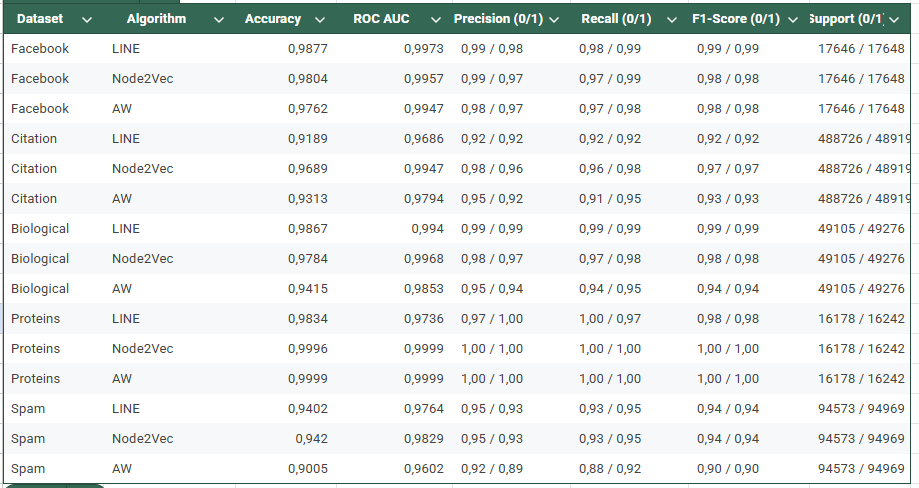 Dataset Algorithm Accuracy ROC AUC Precision (0/1) Recall (0/1) F1-Score (0/1) Support (0/1)
Facebook LINE 0,9877 0,9973 0,99 / 0,98 0,98 / 0,99 0,99 / 0,99 17646 / 17648
Facebook Node2Vec 0,9804 0,9957 0,99 / 0,97 0,97 / 0,99 0,98 / 0,98 17646 / 17648
Facebook AW 0,9762 0,9947 0,98 / 0,97 0,97 / 0,98 0,98 / 0,98 17646 / 17648
Citation LINE 0,9189 0,9686 0,92 / 0,92 0,92 / 0,92 0,92 / 0,92 488726 / 48919
Citation Node2Vec 0,9689 0,9947 0,98 / 0,96 0,96 / 0,98 0,97 / 0,97 488726 / 48919
Citation AW 0,9313 0,9794 0,95 / 0,92 0,91 / 0,95 0,93 / 0,93 488726 / 48919
Biological LINE 0,9867 0,994 0,99 / 0,99 0,99 / 0,99 0,99 / 0,99 49105 / 49276
Biological Node2Vec 0,9784 0,9968 0,98 / 0,97 0,97 / 0,98 0,98 / 0,98 49105 / 49276
Biological AW 0,9415 0,9853 0,95 / 0,94 0,94 / 0,95 0,94 / 0,94 49105 / 49276
Proteins LINE 0,9834 0,9736 0,97 / 1,00 1,00 / 0,97 0,98 / 0,98 16178 / 16242
Proteins Node2Vec 0,9996 0,9999 1,00 / 1,00 1,00 / 1,00 1,00 / 1,00 16178 / 16242
Proteins AW 0,9999 0,9999 1,00 / 1,00 1,00 / 1,00 1,00 / 1,00 16178 / 16242
Spam LINE 0,9402 0,9764 0,95 / 0,93 0,93 / 0,95 0,94 / 0,94 94573 / 94969
Spam Node2Vec 0,942 0,9829 0,95 / 0,93 0,93 / 0,95 0,94 / 0,94 94573 / 94969
Spam AW 0,9005 0,9602 0,92 / 0,89 0,88 / 0,92 0,90 / 0,90 94573 / 94969